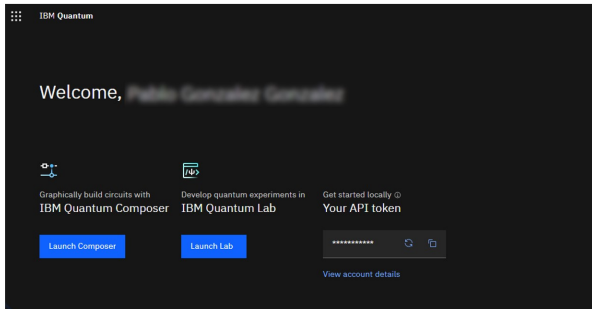 IBM Quantum
Welcome,
Graphically build circuits with
IBM Quantum Composer
Launch Composer
Develop quantum experiments in
IBM Quantum Lab
Launch Lab
Get started locally
Your API token
***********
View account details